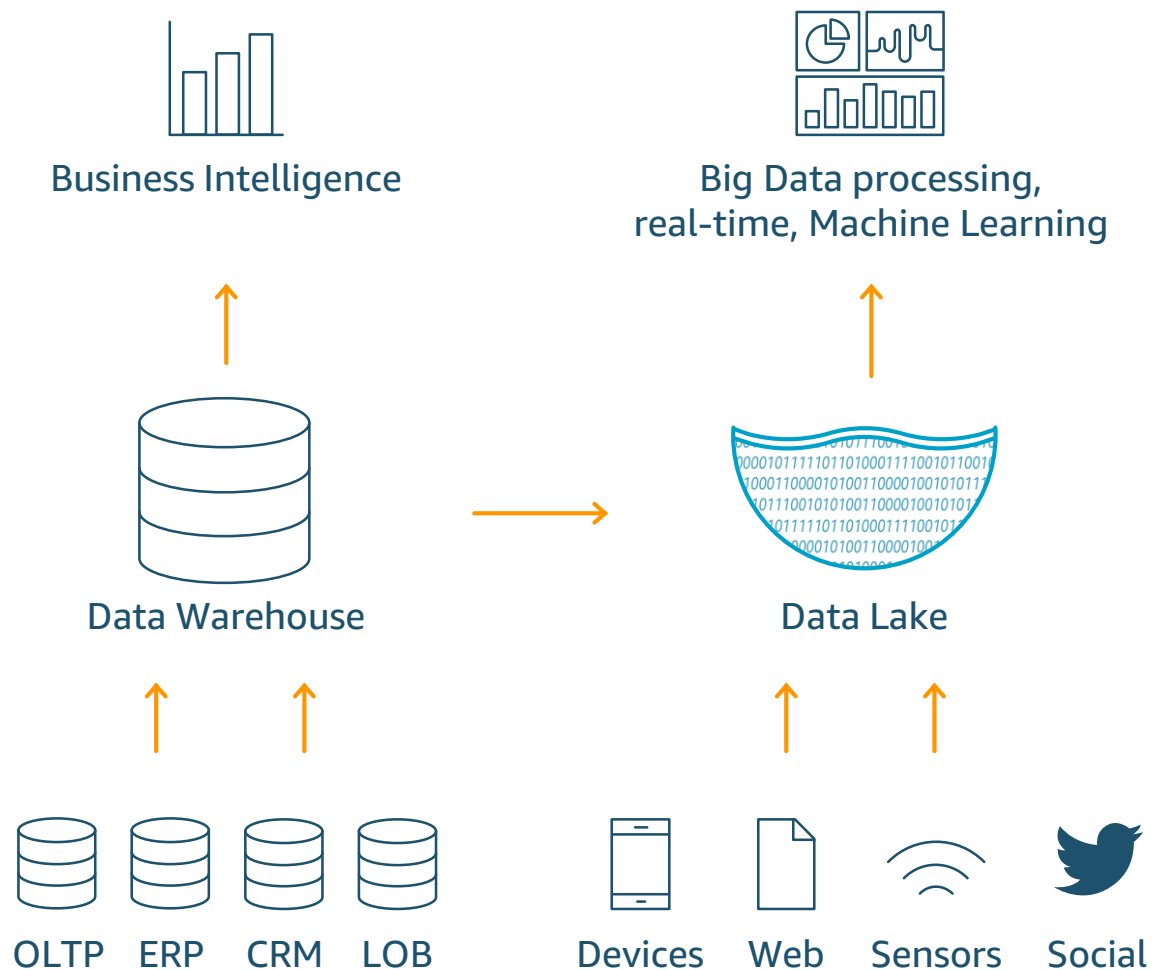 Business Intelligence
Big Data processing,
real-time, Machine Learning
Data Warehouse
Data Lake
OLTP
ERP
CRM
LOB
Devices
Web
Sensors
Social